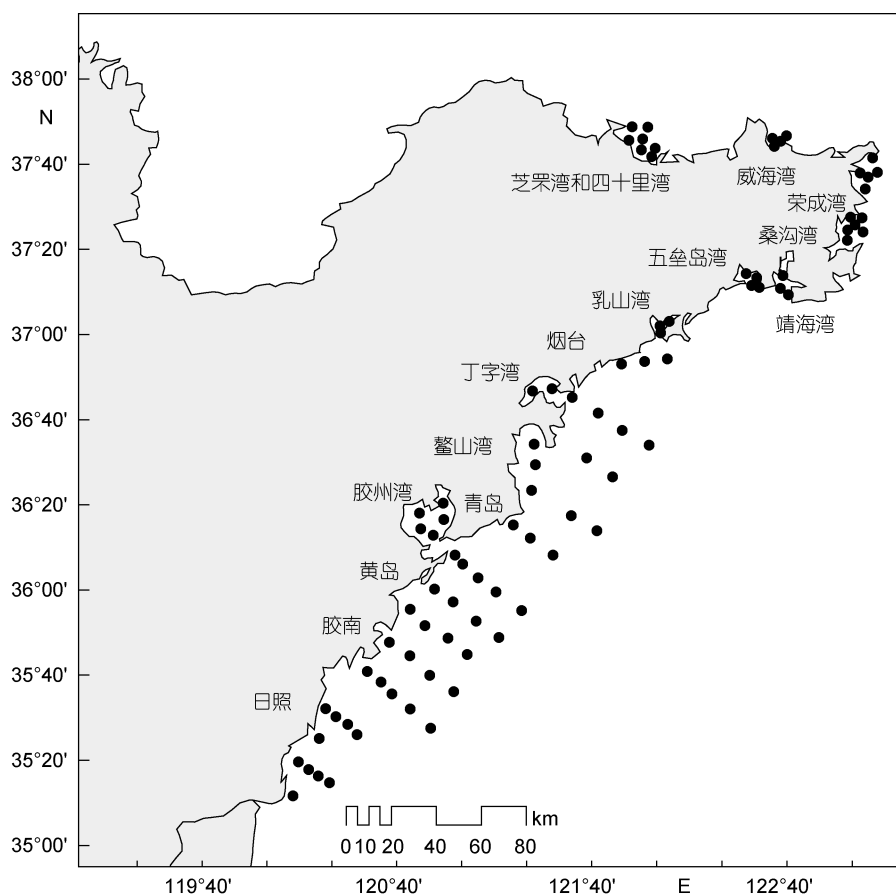 38°00'
N
37°40'
芝罘湾和四十里湾
威海湾
荣成湾
桑沟湾
37°20'
五垒岛湾
乳山湾
靖海湾
37°00'
烟台
丁字湾
36°40'
鳌山湾
胶州湾
青岛
36°20'
黄岛
36°00'
胶南
35°40'
日照
35°20'
km
35°00'
0 10 20 40 60 80
119°40' 120°40' 121°40' E 122°40'